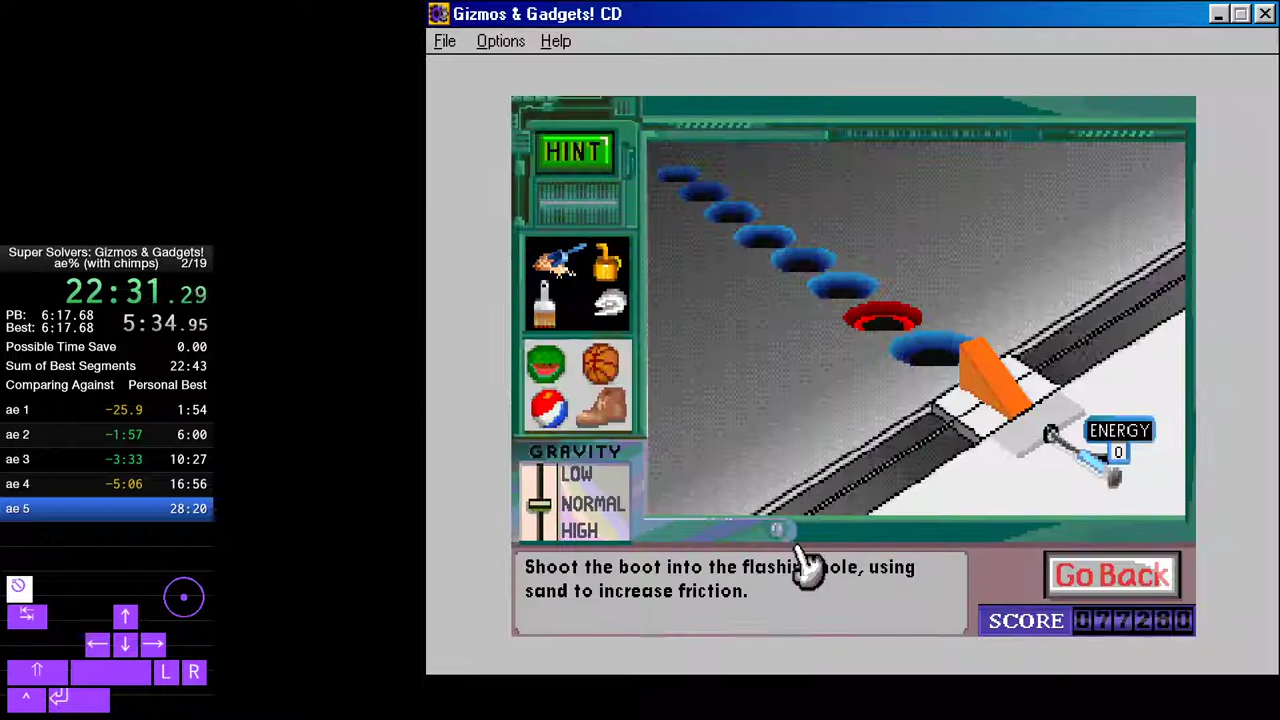 Gizmos & Gadgets! CD
File Options Help
HINT
GRAVITY
LOW
NORMAL
HIGH
ENERGY
0
Shoot the boot into the flashing hole, using
sand to increase friction.
Go Back
SCORE 077280
Super Solvers: Gizmos & Gadgets!
ae% (with chimps) 2/19
22:31.29
PB: 6:17.68
Best: 6:17.68
5:34.95
Possible Time Save 0.00
Sum of Best Segments 22:43
Comparing Against Personal Best
ae 1 -25.9 1:54
ae 2 -1:57 6:00
ae 3 -3:33 10:27
ae 4 -5:06 16:56
ae 5 28:20
L R